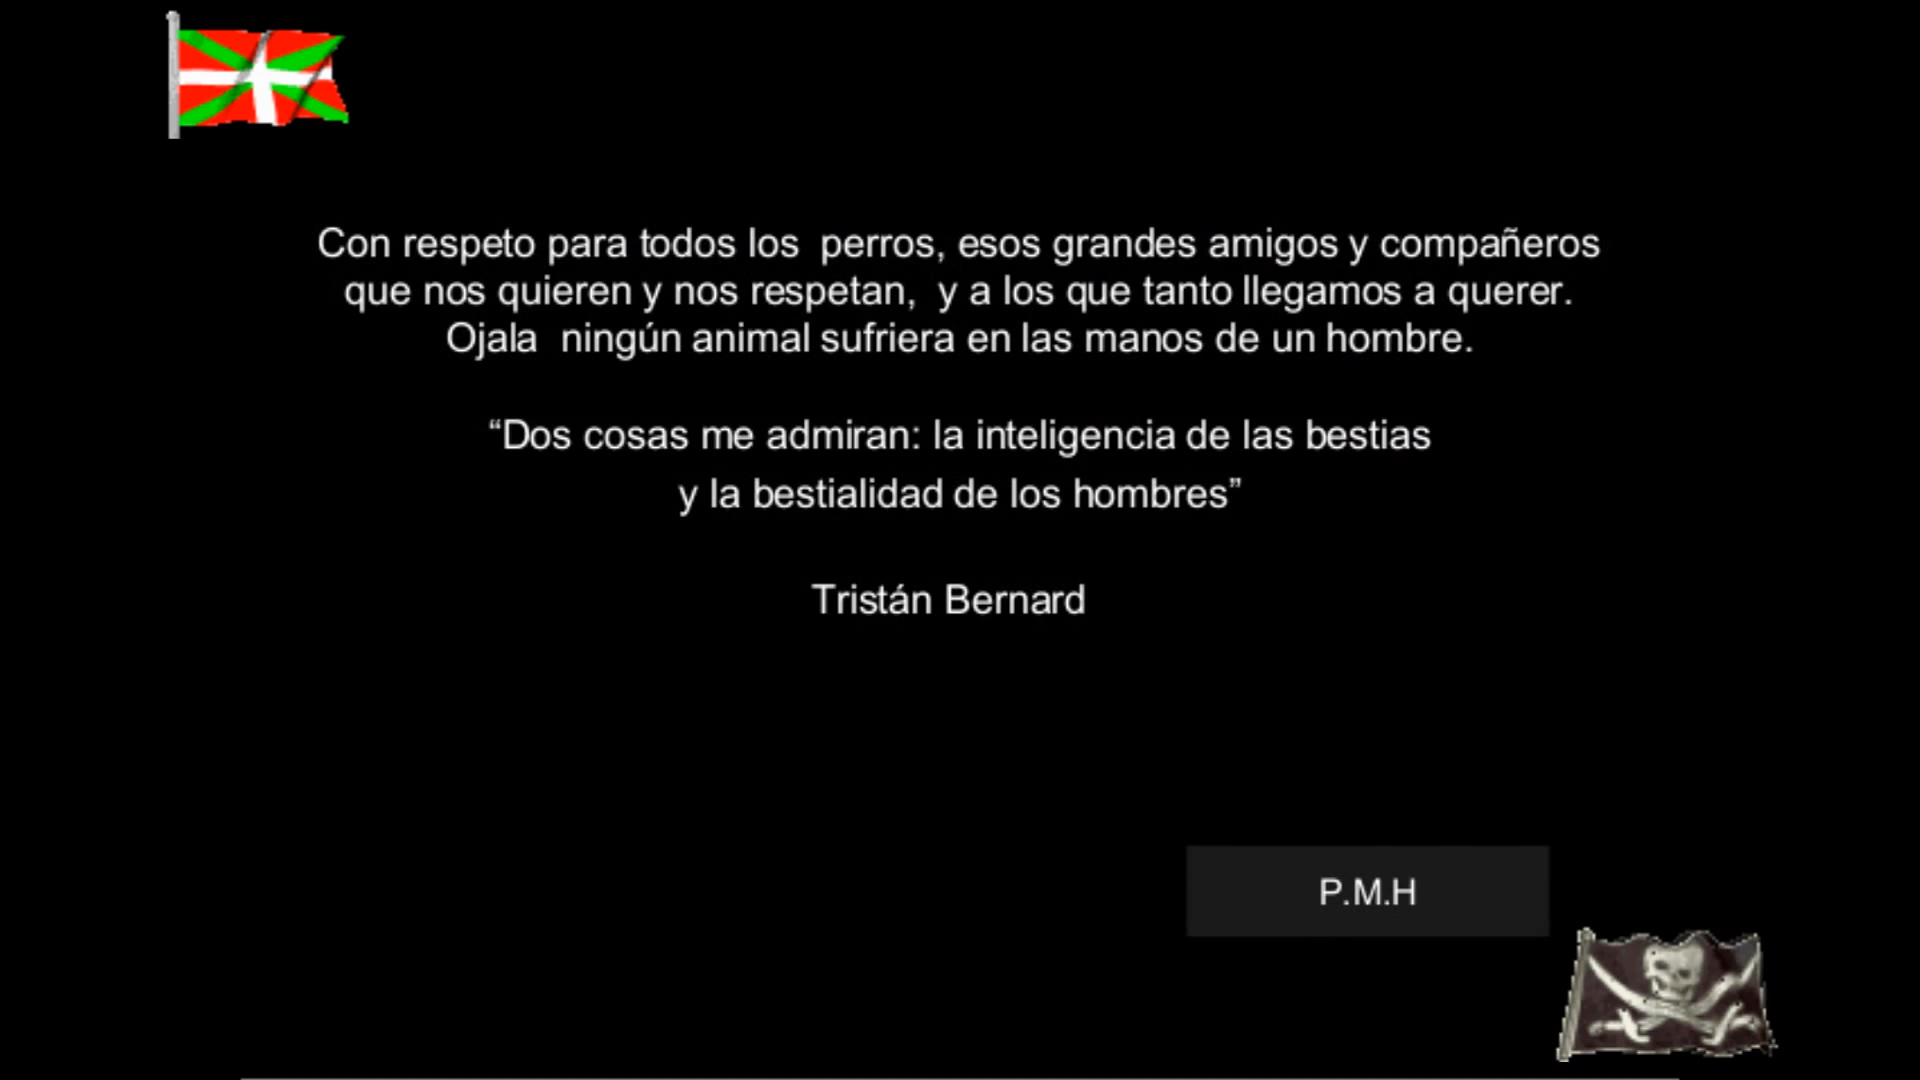 Con respeto para todos los  perros, esos grandes amigos y compañeros
que nos quieren y nos respetan,  y a los que tanto llegamos a querer.
Ojala  ningún animal sufriera en las manos de un hombre.
“Dos cosas me admiran: la inteligencia de las bestias
y la bestialidad de los hombres”
Tristán Bernard
P.M.H